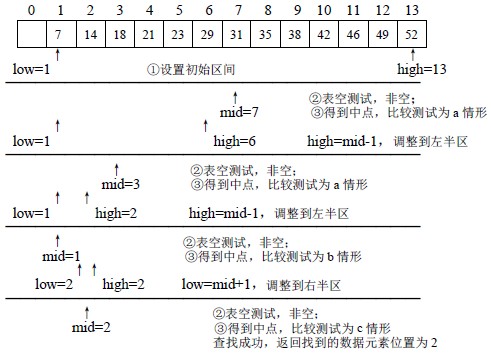 0 1 2 3 4 5 6 7 8 9 10 11 12 13
7 14 18 21 23 29 31 35 38 42 46 49 52
low=1 ①设置初始区间 high=13
②表空测试，非空；
mid=7 ③得到中点，比较测试为 a 情形
low=1 high=6 high=mid-1，调整到左半区
②表空测试，非空；
mid=3 ③得到中点，比较测试为 a 情形
low=1 high=2 high=mid-1，调整到左半区
②表空测试，非空；
mid=1 ③得到中点，比较测试为 b 情形
low=2 high=2 low=mid+1，调整到右半区
②表空测试，非空；
mid=2 ③得到中点，比较测试为 c 情形
查找成功，返回找到的数据元素位置为 2